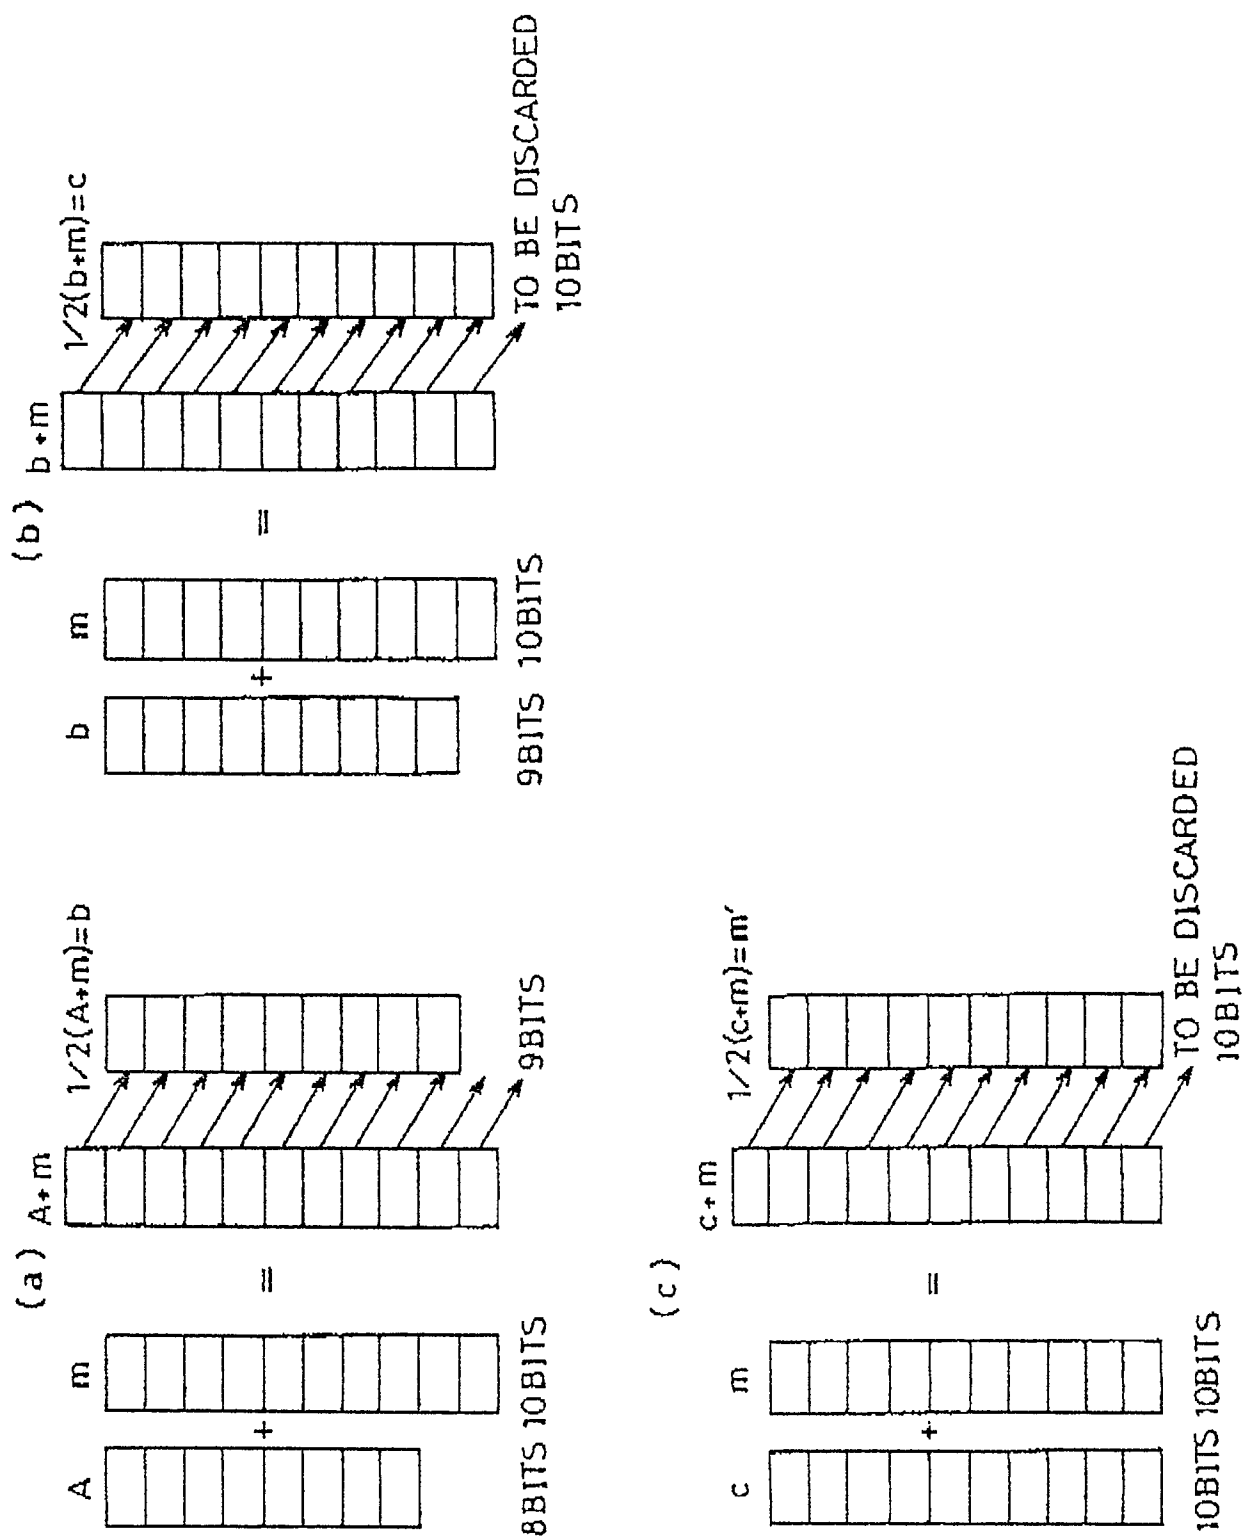 (a)
A m A+m 1/2(A+m)=b
+ =
8BITS 10BITS 9BITS
(b)
b m b+m 1/2(b+m)=c
+ =
9BITS 10BITS TO BE DISCARDED
10BITS
(c)
c m c+m 1/2(c+m)=m′
+ =
10BITS 10BITS TO BE DISCARDED
10BITS